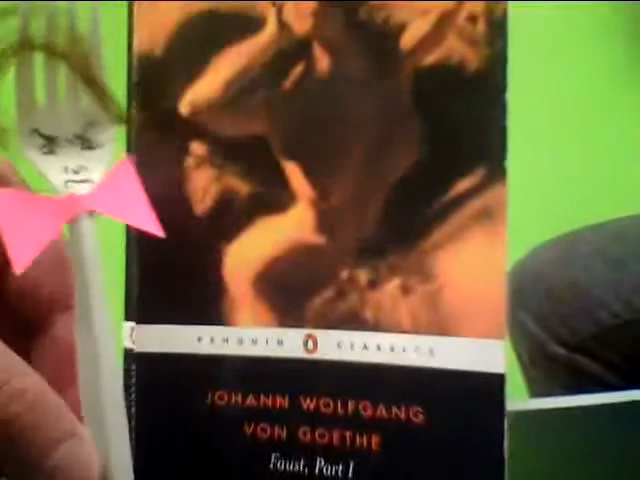 PENGUIN CLASSICS
JOHANN WOLFGANG
VON GOETHE
Faust, Part I